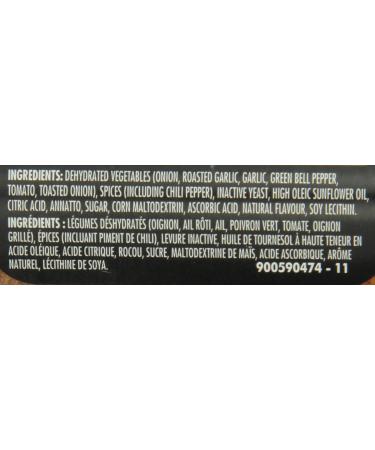 INGREDIENTS: DEHYDRATED VEGETABLES (ONION, ROASTED GARLIC, GARLIC, GREEN BELL PEPPER,
TOMATO, TOASTED ONION), SPICES (INCLUDING CHILI PEPPER), INACTIVE YEAST, HIGH OLEIC SUNFLOWER OIL,
CITRIC ACID, ANNATTO, SUGAR, CORN MALTODEXTRIN, ASCORBIC ACID, NATURAL FLAVOUR, SOY LECITHIN.
INGRÉDIENTS : LÉGUMES DÉSHYDRATÉS (OIGNON, AIL RÔTI, AIL, POIVRON VERT, TOMATE, OIGNON
GRILLÉ), ÉPICES (INCLUANT PIMENT DE CHILI), LEVURE INACTIVE, HUILE DE TOURNESOL À HAUTE TENEUR EN
ACIDE OLÉIQUE, ACIDE CITRIQUE, ROCOU, SUCRE, MALTODEXTRINE DE MAÏS, ACIDE ASCORBIQUE, ARÔME
NATUREL, LÉCITHINE DE SOYA.
900590474 - 11